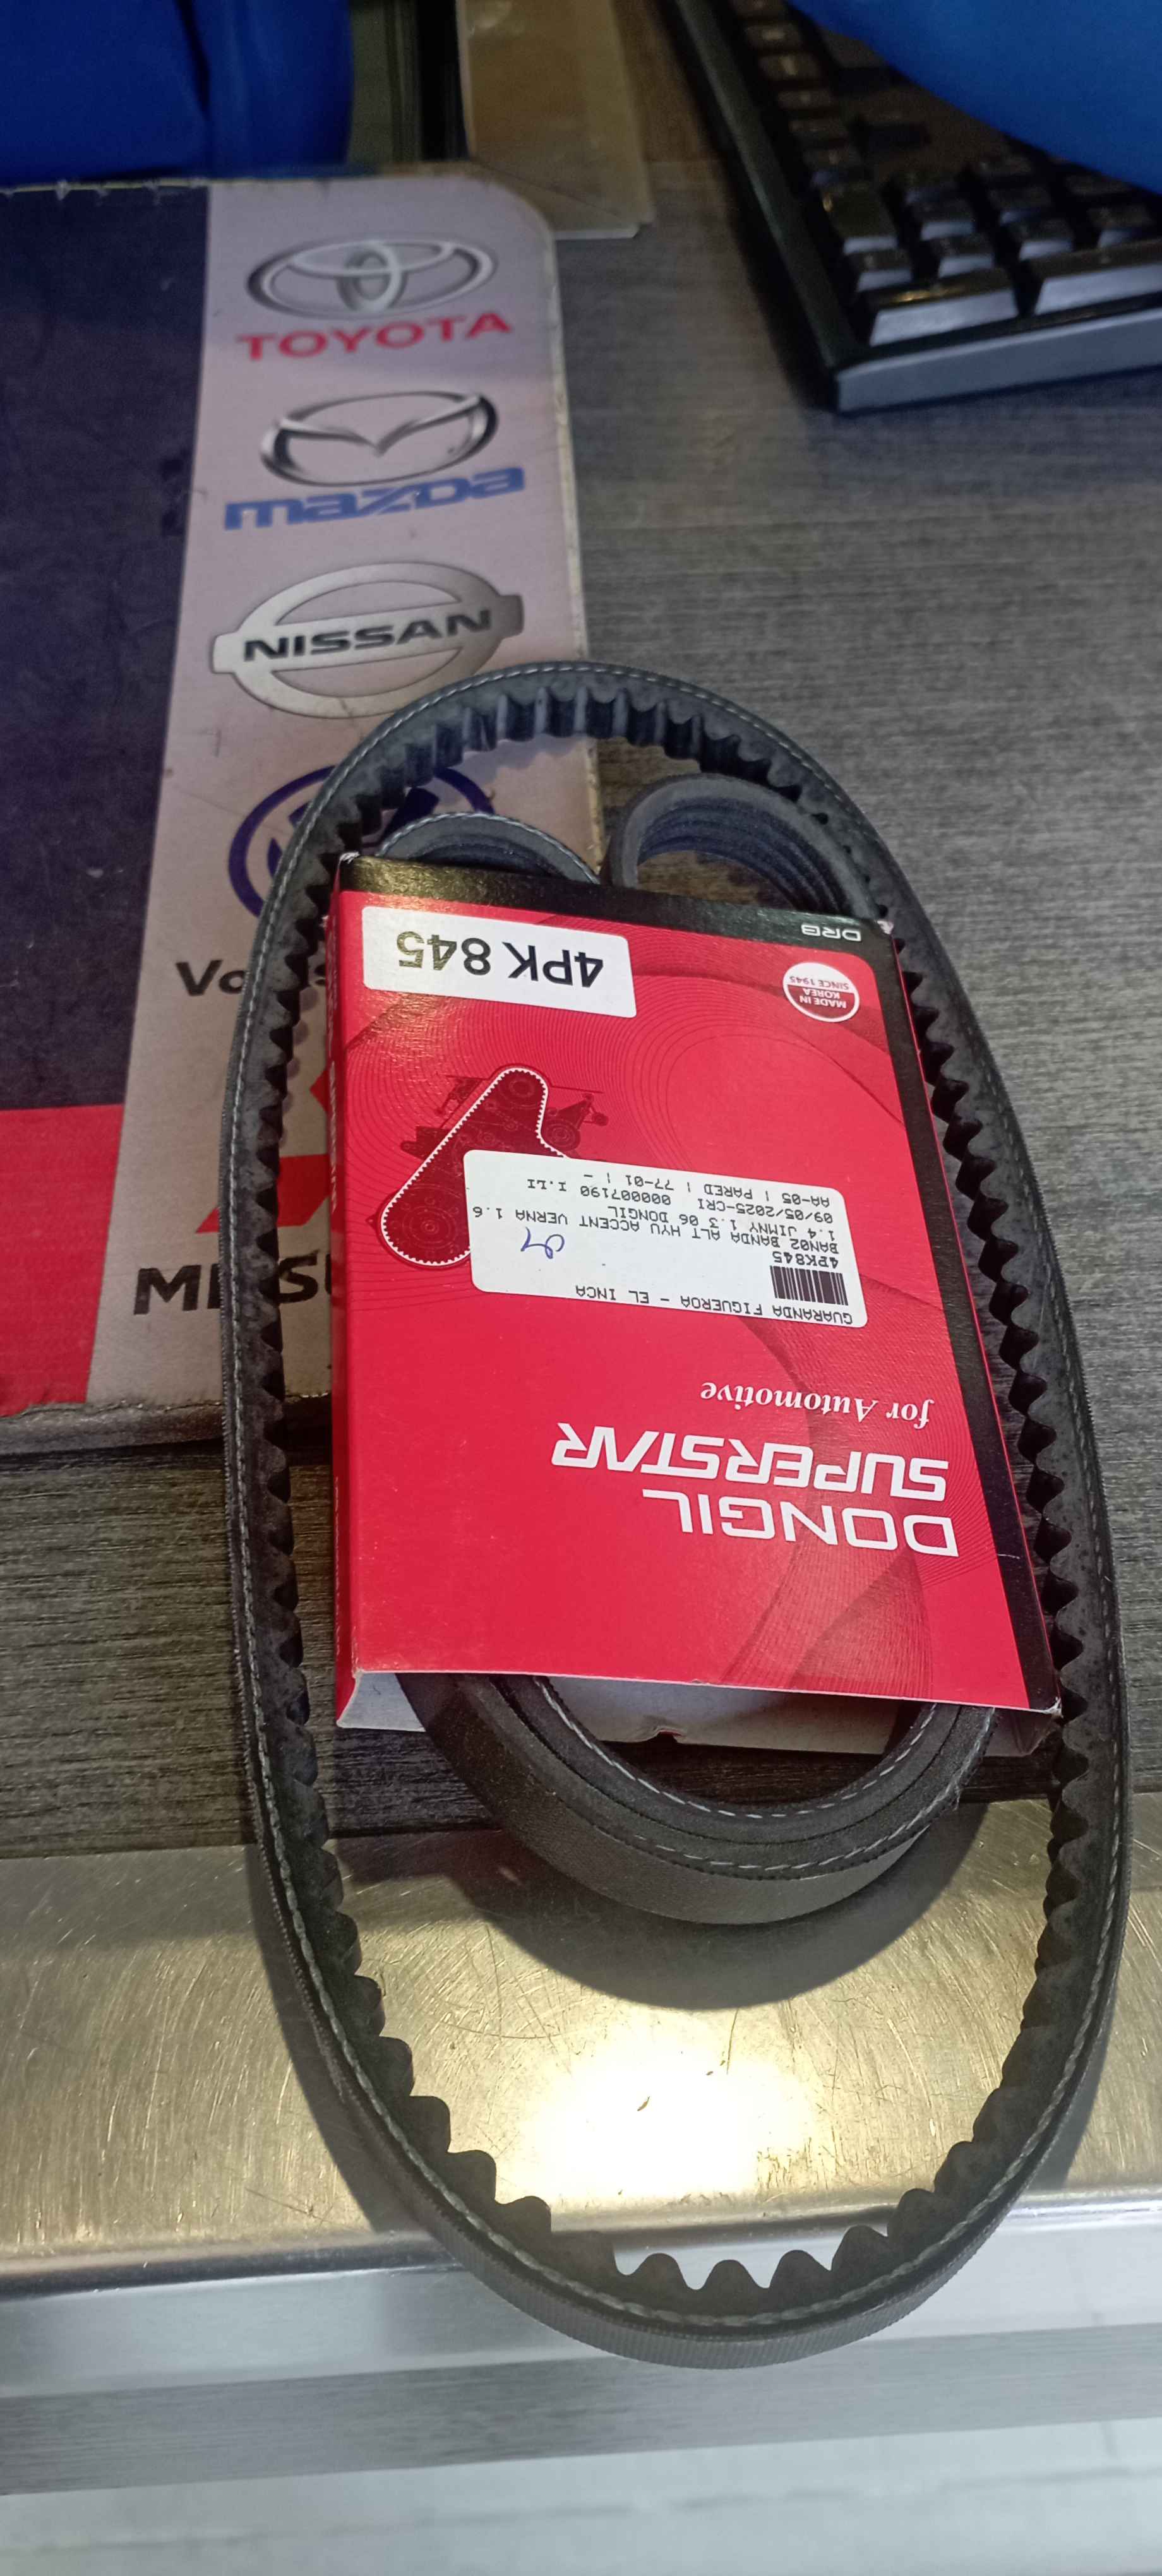 TOYOTA
mazda
NISSAN
DRB
4PK 845
MADE IN
KOREA
SINCE 1945
DONGIL
SUPERSTAR
for Automotive
GUARANDA FIGUEROA - EL INCA
4PK845
BAN02 BANDA ALT HYU ACCENT VERNA 1.6
1.4 JIMNY 1.3 06 DONGIL
09/05/2025-CRI 000007190 I.LI
AA-05 | PARED | 77-01 | -